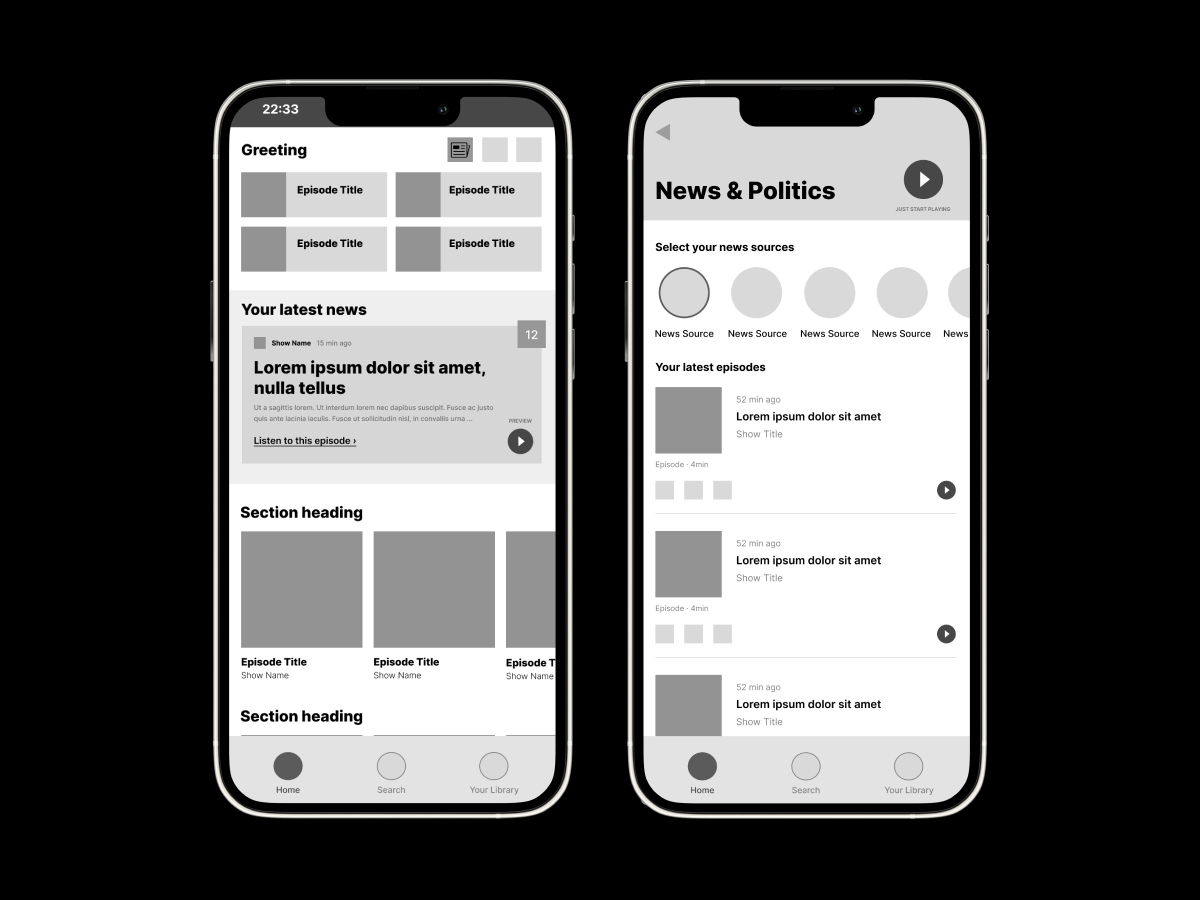 22:33
Greeting
Episode Title
Episode Title
Episode Title
Episode Title
Your latest news
12
Show Name 15 min ago
Lorem ipsum dolor sit amet,
nulla tellus
Ut a sagittis lorem. Ut interdum lorem nec dapibus suscipit. Fusce ac justo
quis ante lacinia iaculis. Fusce ut sollicitudin nisl, in convallis urna ...
PREVIEW
Listen to this episode ›
Section heading
Episode Title
Show Name
Episode Title
Show Name
Episode T
Show Name
Section heading
Home
Search
Your Library
News & Politics
JUST START PLAYING
Select your news sources
News Source
News Source
News Source
News Source
News
Your latest episodes
52 min ago
Lorem ipsum dolor sit amet
Show Title
Episode · 4min
52 min ago
Lorem ipsum dolor sit amet
Show Title
Episode · 4min
52 min ago
Lorem ipsum dolor sit amet
Show Title
Home
Search
Your Library